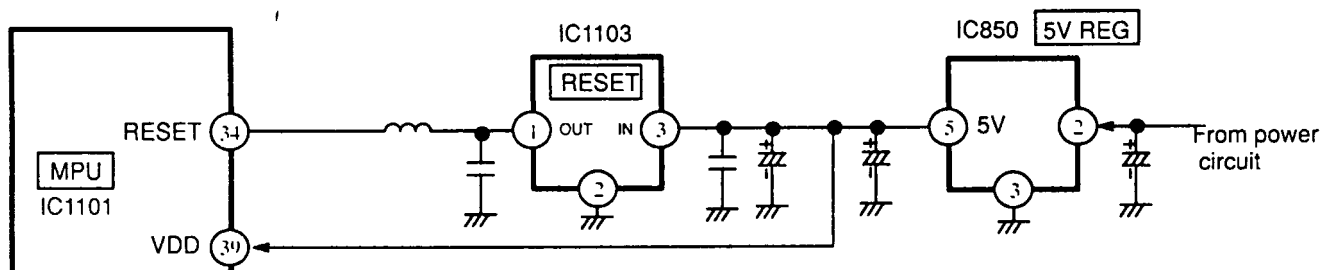 IC1103
IC850 5V REG
RESET
RESET 34
1 OUT IN 3
5 5V 2
From power
circuit
MPU
IC1101
2
3
VDD 39
+
-
+
-
+
-